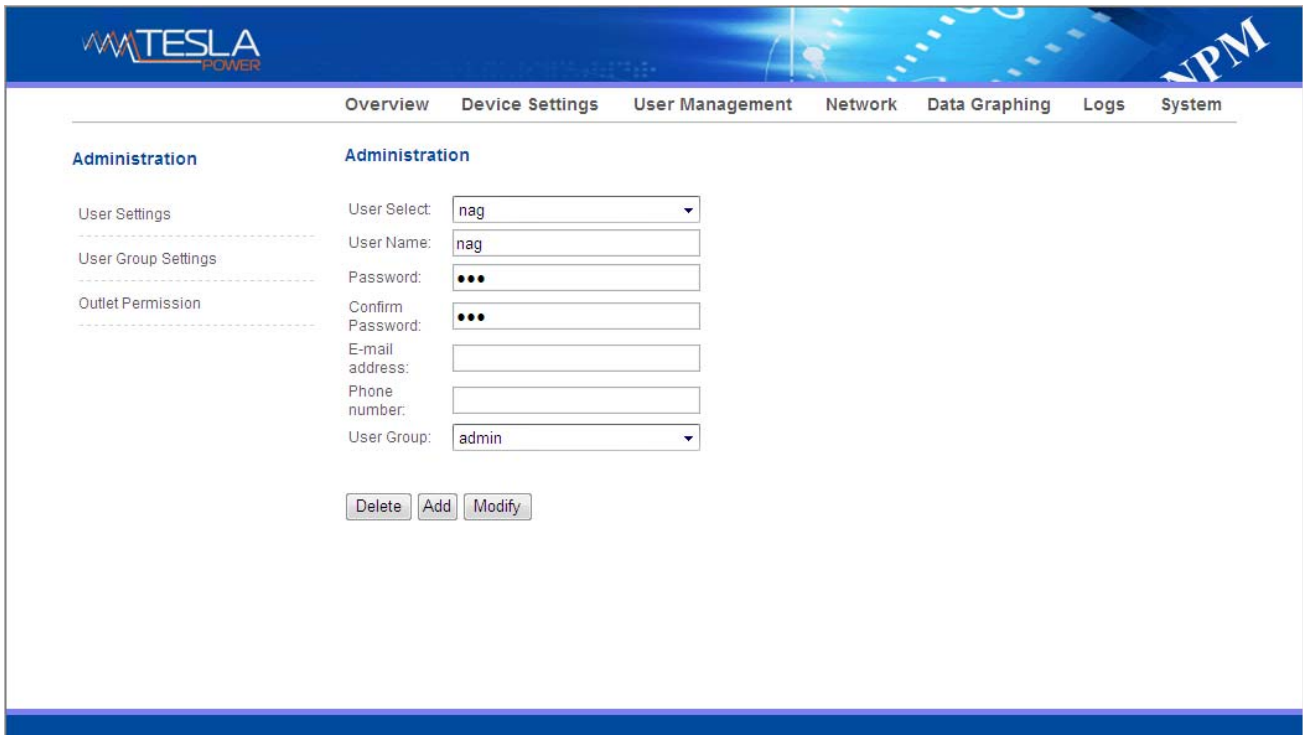 TESLA
POWER
NPM
Overview Device Settings User Management Network Data Graphing Logs System
Administration
User Settings
User Group Settings
Outlet Permission
Administration
User Select: nag
User Name: nag
Password: •••
Confirm
Password: •••
E-mail
address:
Phone
number:
User Group: admin
Delete Add Modify